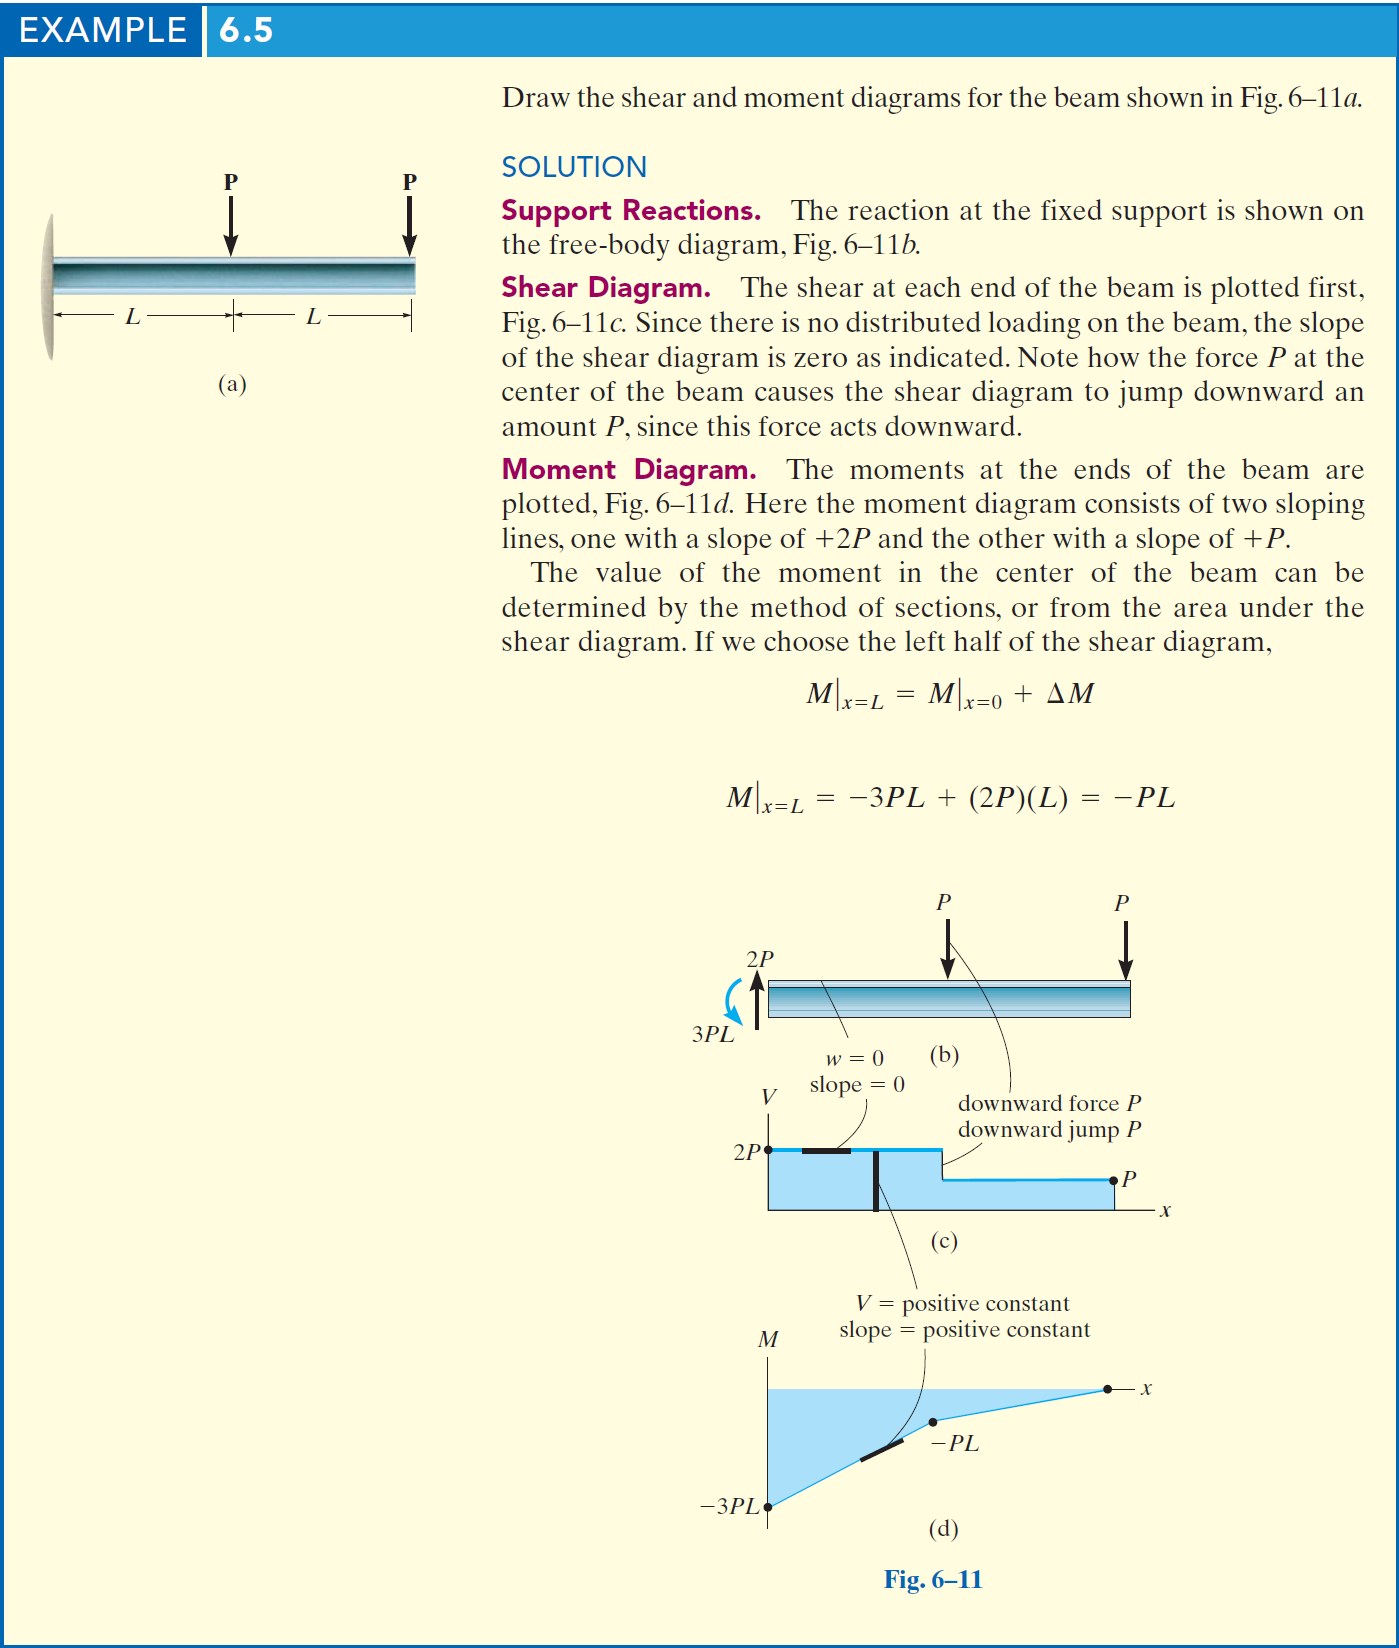 EXAMPLE 6.5
Draw the shear and moment diagrams for the beam shown in Fig. 6–11a.
SOLUTION
Support Reactions. The reaction at the fixed support is shown on
the free-body diagram, Fig. 6–11b.
Shear Diagram. The shear at each end of the beam is plotted first,
Fig. 6–11c. Since there is no distributed loading on the beam, the slope
of the shear diagram is zero as indicated. Note how the force P at the
center of the beam causes the shear diagram to jump downward an
amount P, since this force acts downward.
Moment Diagram. The moments at the ends of the beam are
plotted, Fig. 6–11d. Here the moment diagram consists of two sloping
lines, one with a slope of +2P and the other with a slope of +P.
The value of the moment in the center of the beam can be
determined by the method of sections, or from the area under the
shear diagram. If we choose the left half of the shear diagram,
M|x=L = M|x=0 + ΔM
M|x=L = −3PL + (2P)(L) = −PL
P P
L L
(a)
P P
2P
3PL
w = 0
slope = 0
(b)
downward force P
downward jump P
V
2P
P
x
(c)
V = positive constant
slope = positive constant
M
x
−PL
−3PL
(d)
Fig. 6–11